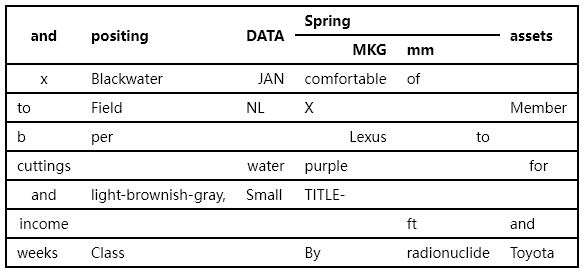 Spring
and positing DATA assets
MKG mm
x Blackwater JAN comfortable of
to Field NL X Member
b per Lexus to
cuttings water purple for
and light-brownish-gray, Small TITLE-
income ft and
weeks Class By radionuclide Toyota